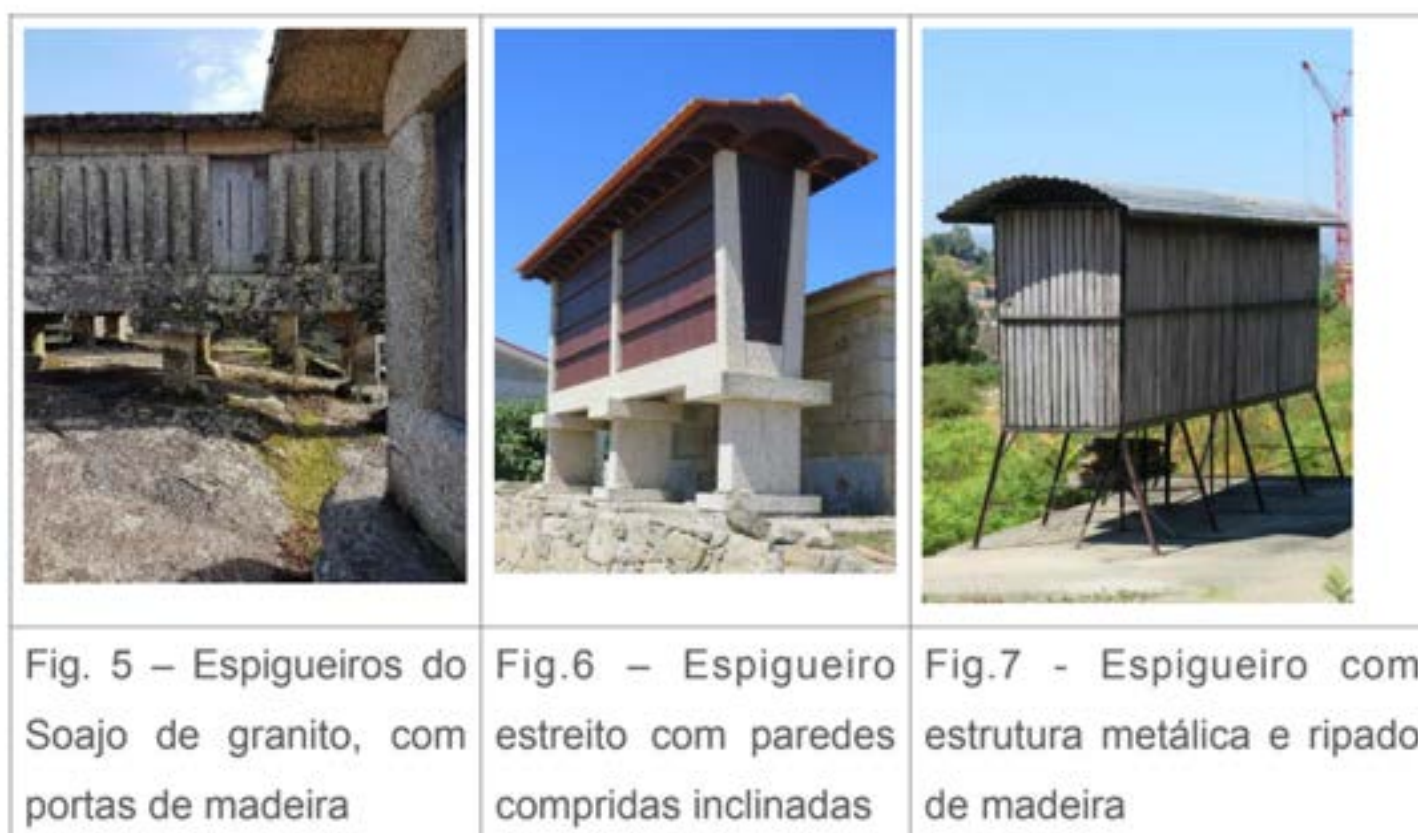 Fig. 5 – Espigueiros do
Soajo de granito, com
portas de madeira
Fig.6 – Espigueiro
estreito com paredes
compridas inclinadas
Fig.7 - Espigueiro com
estrutura metálica e ripado
de madeira